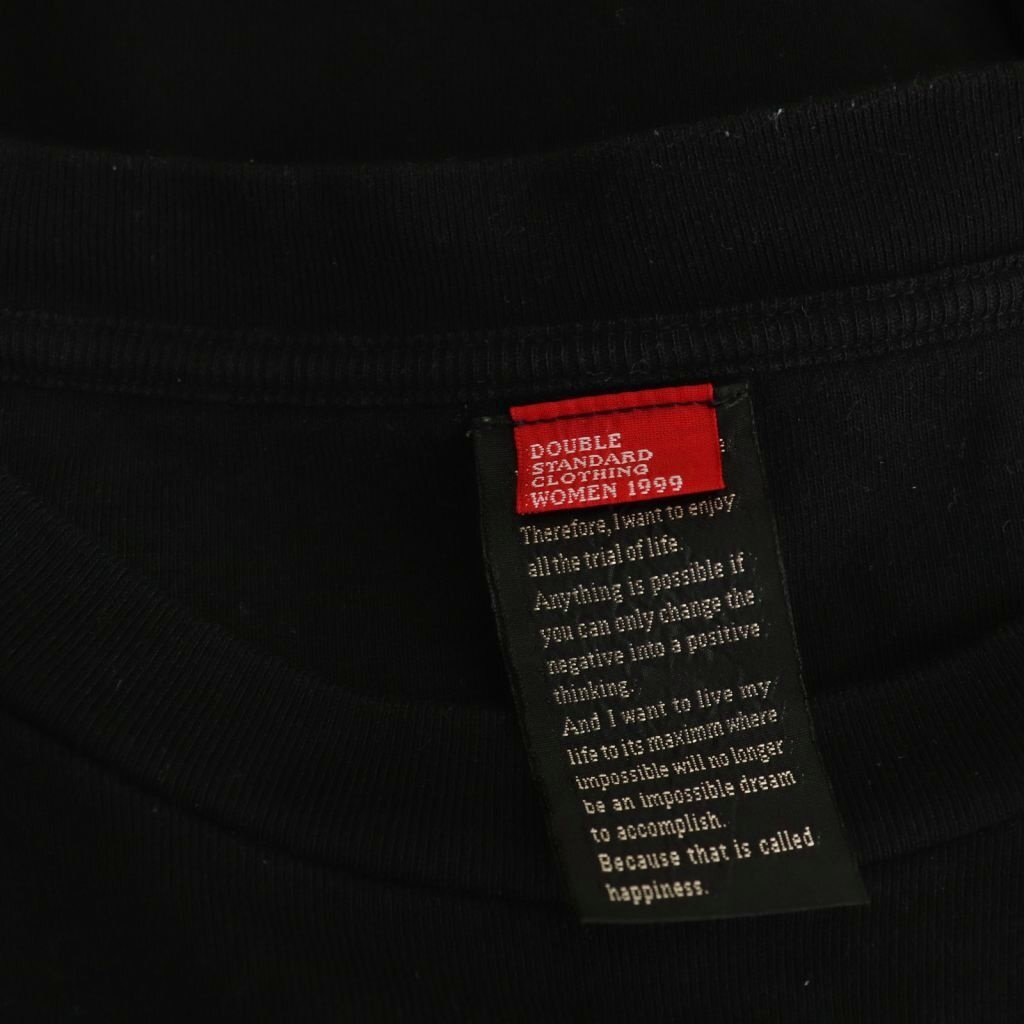 DOUBLE
STANDARD
CLOTHING
WOMEN 1999
Therefore, I want to enjoy
all the trial of life.
Anything is possible if
you can only change the
negative into a positive
thinking.
And I want to live my
life to its maximm where
impossible will no longer
be an impossible dream
to accomplish.
Because that is called
happiness.